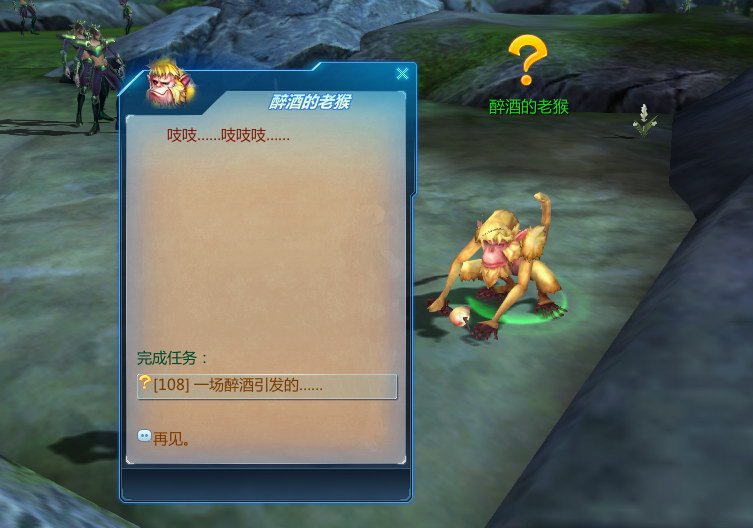 醉酒的老猴
醉酒的老猴
吱吱......吱吱吱......
完成任务：
[108] 一场醉酒引发的......
再见。